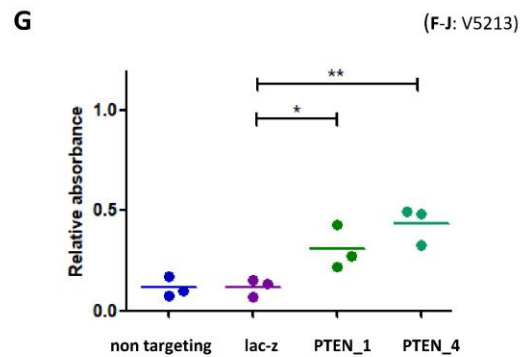 G
(F-J: V5213)
**
*
1.0
Relative absorbance
0.5
0.0
non targeting lac-z PTEN_1 PTEN_4